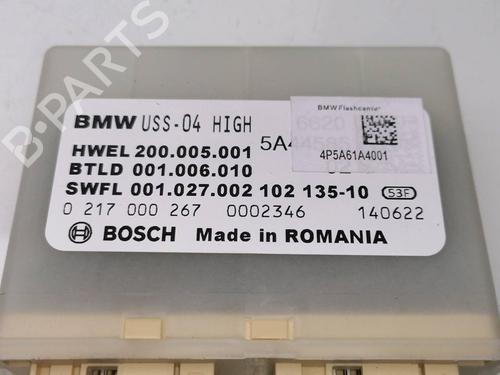 B-PARTS
BMW USS-04 HIGH
BMW Flashcenter
6620
5A4
4P5A61A4001
HWEL 200.005.001
BTLD 001.006.010
SWFL 001.027.002 102 135-10 53F
0 217 000 267 0002346 140622
BOSCH Made in ROMANIA